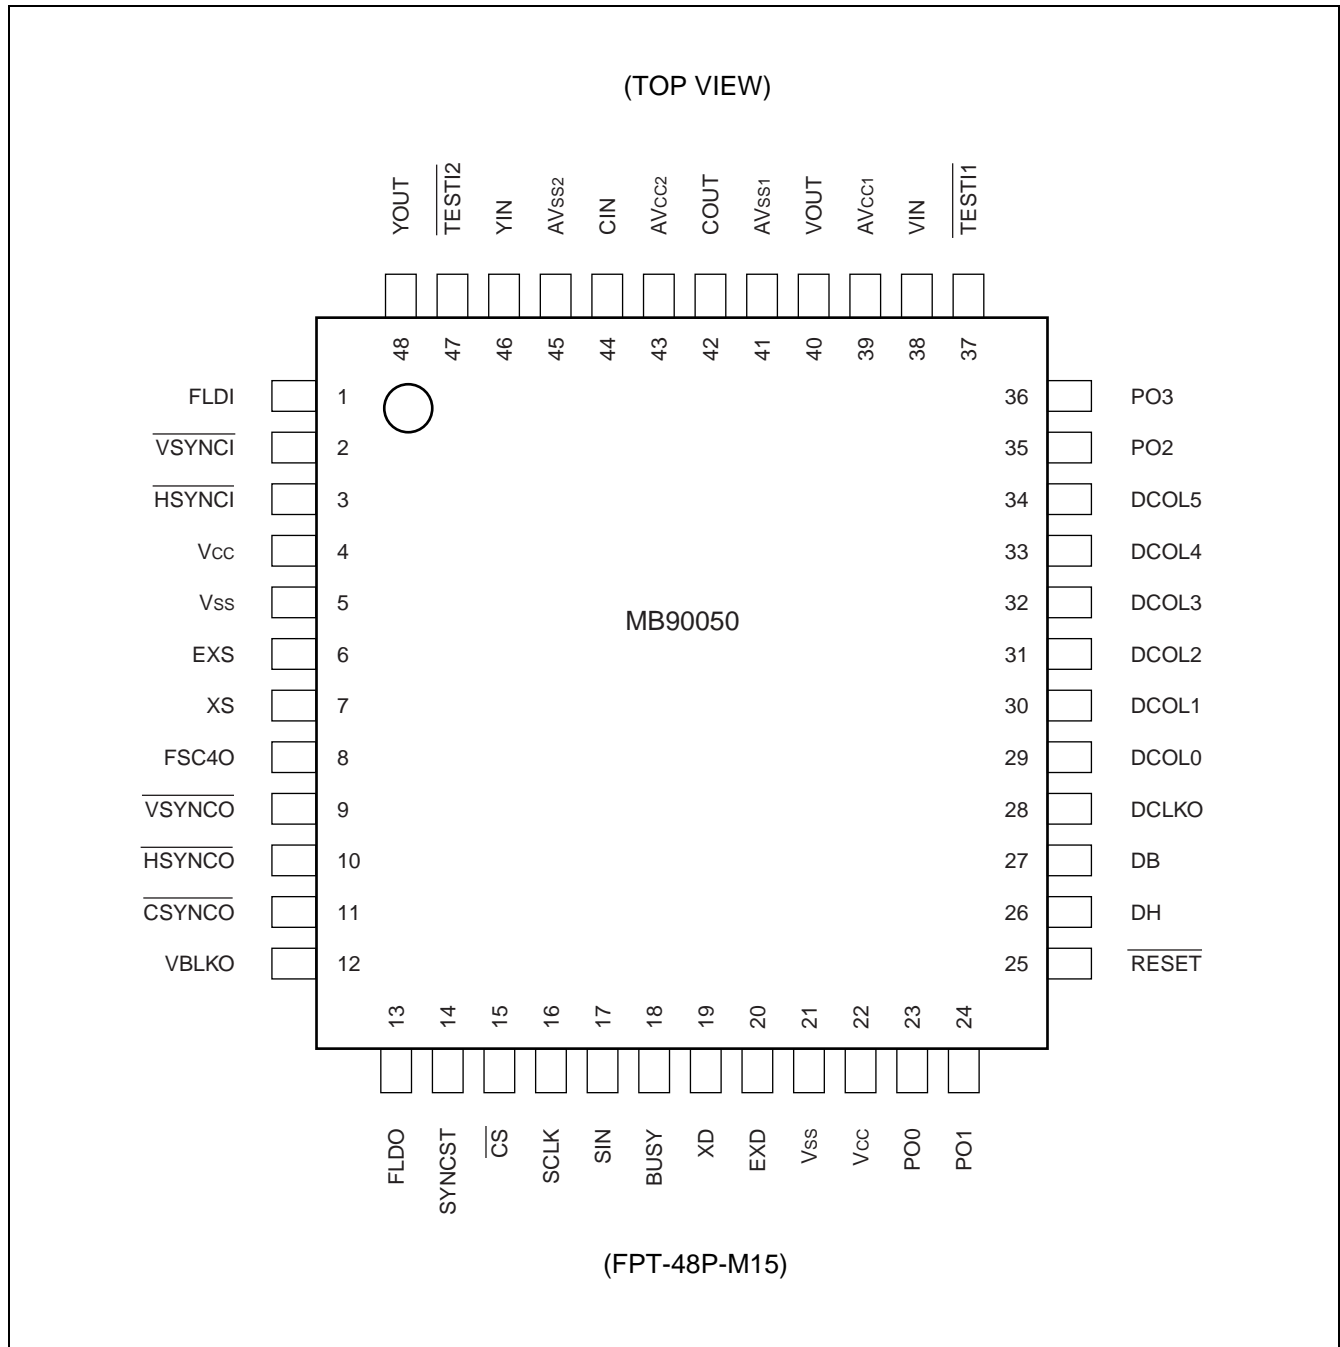 (TOP VIEW)
YOUT
TESTI2
YIN
AVSS2
CIN
AVCC2
COUT
AVSS1
VOUT
AVCC1
VIN
TESTI1
48
47
46
45
44
43
42
41
40
39
38
37
FLDI 1
VSYNCI 2
HSYNCI 3
VCC 4
VSS 5
EXS 6
XS 7
FSC4O 8
VSYNCO 9
HSYNCO 10
CSYNCO 11
VBLKO 12
MB90050
36 PO3
35 PO2
34 DCOL5
33 DCOL4
32 DCOL3
31 DCOL2
30 DCOL1
29 DCOL0
28 DCLKO
27 DB
26 DH
25 RESET
13
14
15
16
17
18
19
20
21
22
23
24
FLDO
SYNCST
CS
SCLK
SIN
BUSY
XD
EXD
VSS
VCC
PO0
PO1
(FPT-48P-M15)